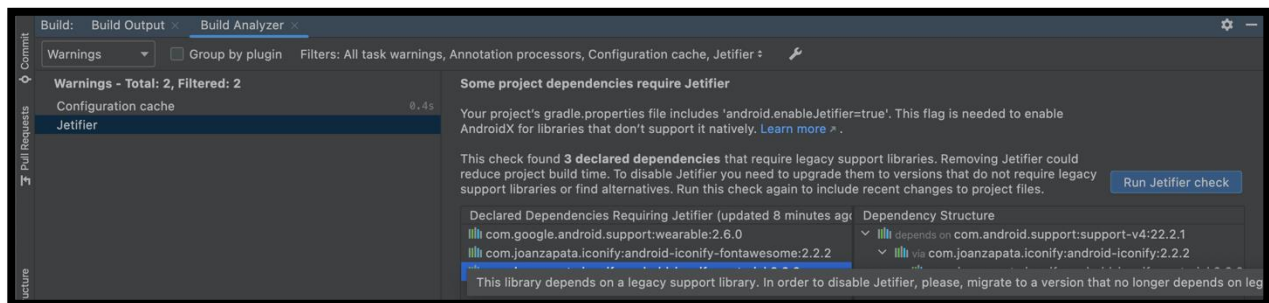 Build:
Build Output ×
Build Analyzer ×
Commit
Pull Requests
ucture
Warnings
Group by plugin
Filters: All task warnings, Annotation processors, Configuration cache, Jetifier
Warnings - Total: 2, Filtered: 2
Configuration cache
0.4s
Jetifier
Some project dependencies require Jetifier
Your project's gradle.properties file includes 'android.enableJetifier=true'. This flag is needed to enable
AndroidX for libraries that don't support it natively. Learn more ↗ .
This check found 3 declared dependencies that require legacy support libraries. Removing Jetifier could
reduce project build time. To disable Jetifier you need to upgrade them to versions that do not require legacy
support libraries or find alternatives. Run this check again to include recent changes to project files.
Run Jetifier check
Declared Dependencies Requiring Jetifier (updated 8 minutes ago
com.google.android.support:wearable:2.6.0
com.joanzapata.iconify:android-iconify-fontawesome:2.2.2
Dependency Structure
depends on com.android.support:support-v4:22.2.1
via com.joanzapata.iconify:android-iconify:2.2.2
This library depends on a legacy support library. In order to disable Jetifier, please, migrate to a version that no longer depends on leg